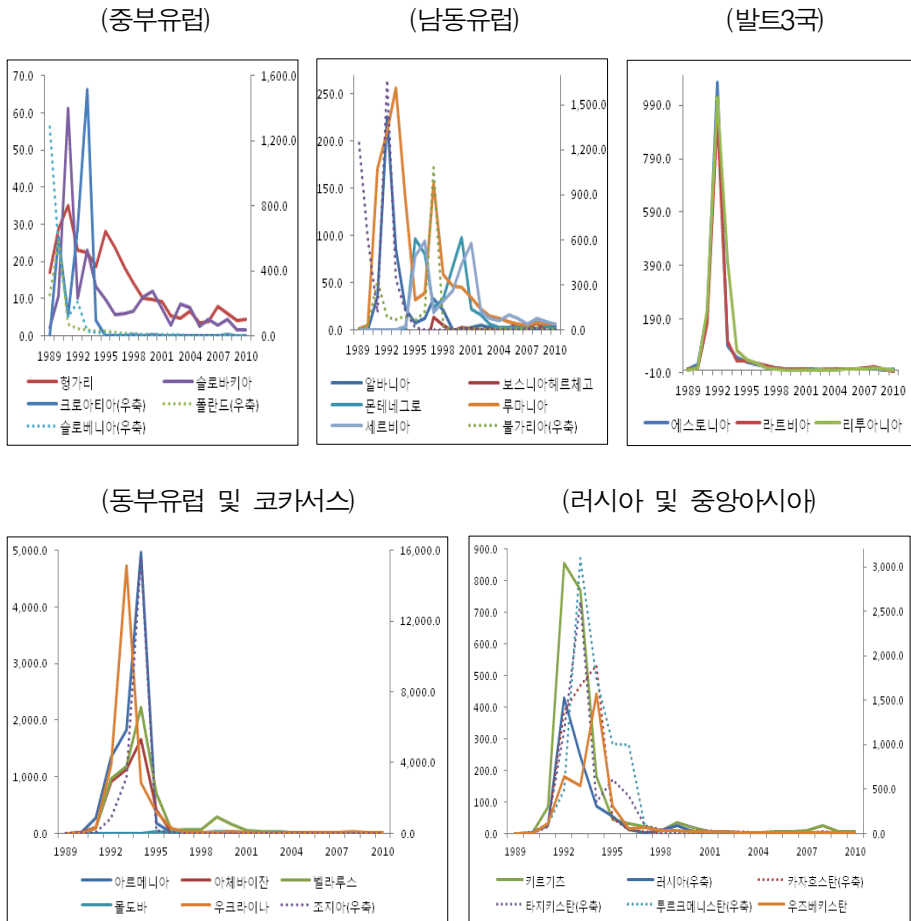 (중부유럽) (남동유럽) (발트3국)
70.0 1,600.0
60.0
50.0 1,200.0
40.0
30.0 800.0
20.0 400.0
10.0
0.0 0.0
1989 1992 1995 1998 2001 2004 2007 2010
헝가리 슬로바키아
크로아티아(우축) 폴란드(우축)
슬로베니아(우축)
250.0 1,500.0
200.0 1,200.0
150.0 900.0
100.0 600.0
50.0 300.0
0.0 0.0
1989 1992 1995 1998 2001 2004 2007 2010
알바니아 보스니아헤르체고
몬테네그로 루마니아
세르비아 불가리아(우축)
990.0
790.0
590.0
390.0
190.0
-10.0
1989 1992 1995 1998 2001 2004 2007 2010
에스토니아 라트비아 리투아니아
(동부유럽 및 코카서스) (러시아 및 중앙아시아)
5,000.0 16,000.0
4,000.0 12,000.0
3,000.0
2,000.0 8,000.0
1,000.0 4,000.0
0.0 0.0
1989 1992 1995 1998 2001 2004 2007 2010
아르메니아 아체바이잔 벨라루스
몰도바 우크라이나 조지아(우축)
900.0
800.0 3,000.0
700.0 2,500.0
600.0 2,000.0
500.0
400.0 1,500.0
300.0 1,000.0
200.0 500.0
100.0
0.0 0.0
1989 1992 1995 1998 2001 2004 2007 2010
키르기츠 러시아(우축) 카자흐스탄(우축)
타지키스탄(우축) 투르크메니스탄(우축) 우즈베키스탄